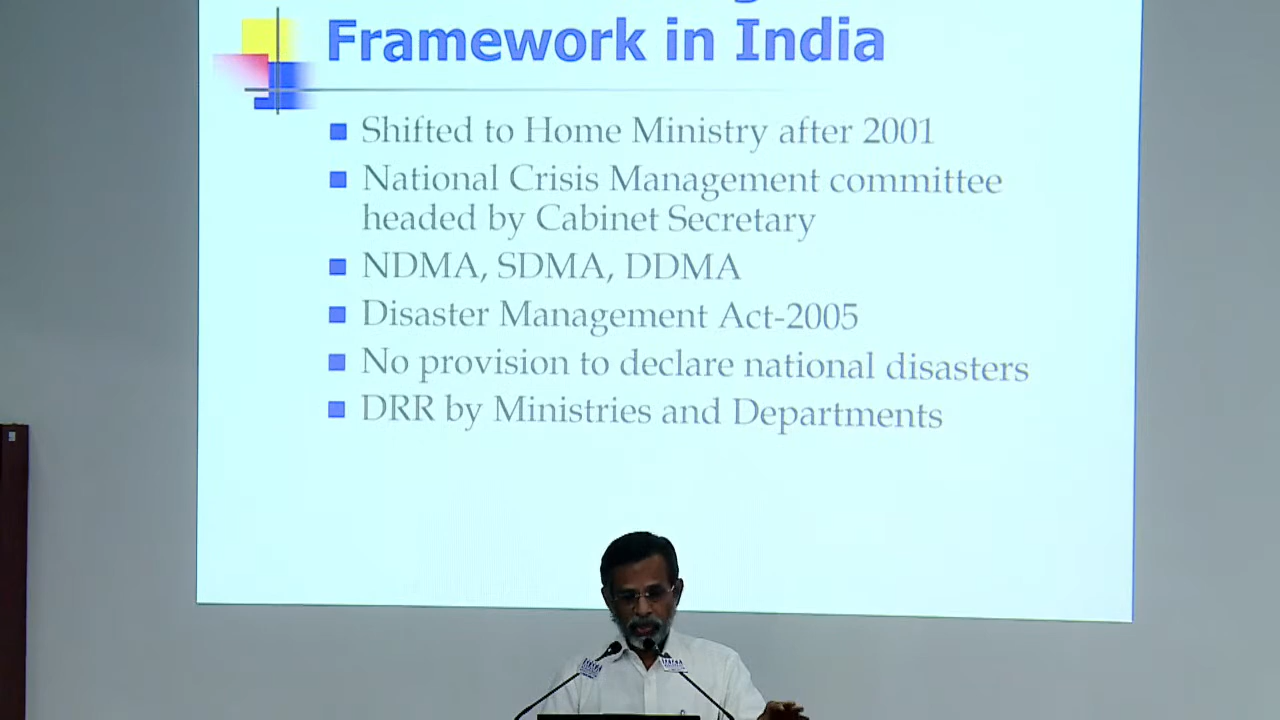 Framework in India
Shifted to Home Ministry after 2001
National Crisis Management committee
headed by Cabinet Secretary
NDMA, SDMA, DDMA
Disaster Management Act-2005
No provision to declare national disasters
DRR by Ministries and Departments